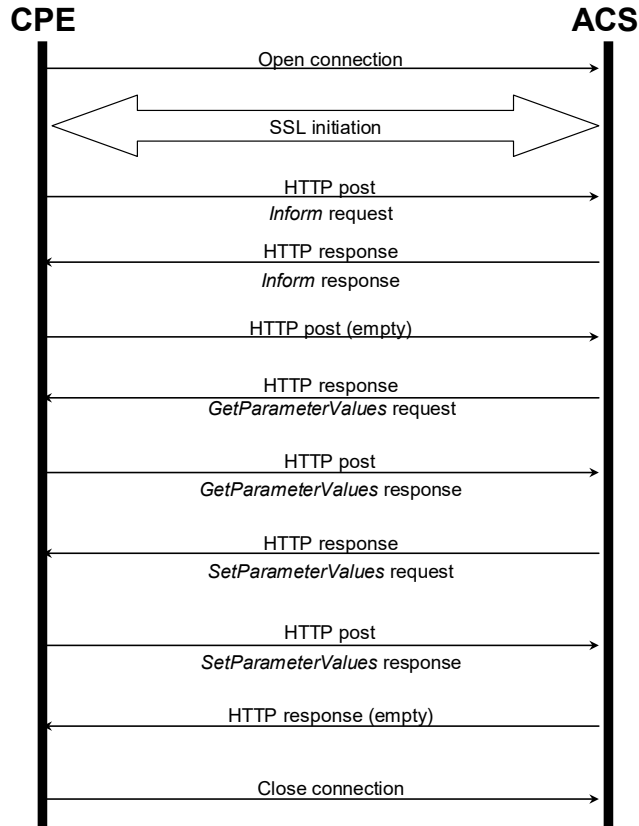 CPE ACS
Open connection
SSL initiation
HTTP post
Inform request
HTTP response
Inform response
HTTP post (empty)
HTTP response
GetParameterValues request
HTTP post
GetParameterValues response
HTTP response
SetParameterValues request
HTTP post
SetParameterValues response
HTTP response (empty)
Close connection